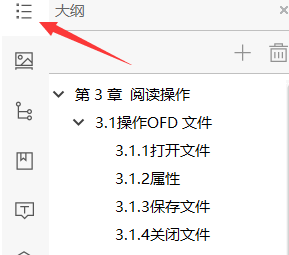 大纲
第 3 章 阅读操作
3.1操作OFD 文件
3.1.1打开文件
3.1.2属性
3.1.3保存文件
3.1.4关闭文件